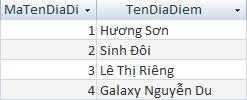 MaTenDiaDi TenDiaDiem
1 Hương Sơn
2 Sinh Đôi
3 Lê Thị Riêng
4 Galaxy Nguyễn Du